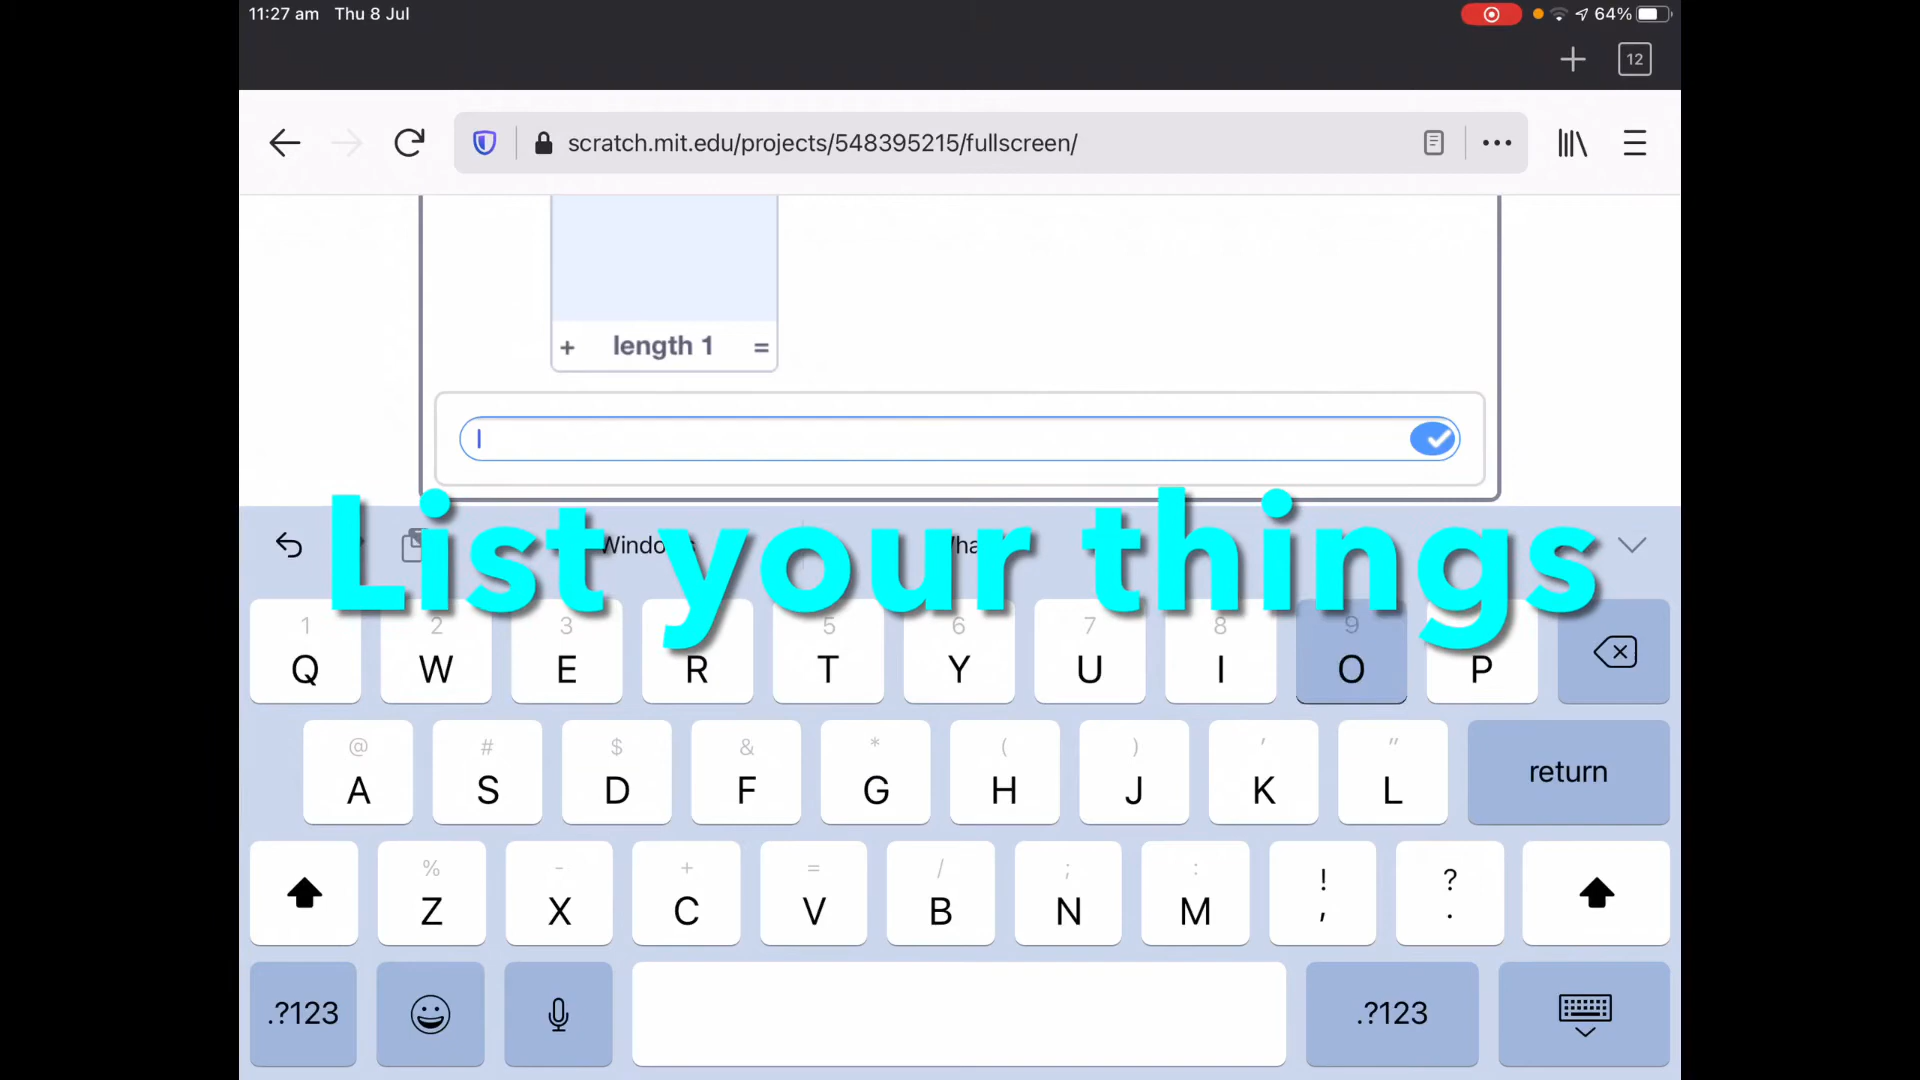 11:27 am Thu 8 Jul
64%
12
scratch.mit.edu/projects/548395215/fullscreen/
+ length 1 =
List your things
1 2 3 5 6 7 8 9
Q W E R T Y U I O P
@ # $ & * ( ) ' "
A S D F G H J K L return
% - + = / ; : ! ?
Z X C V B N M , .
.?123 .?123